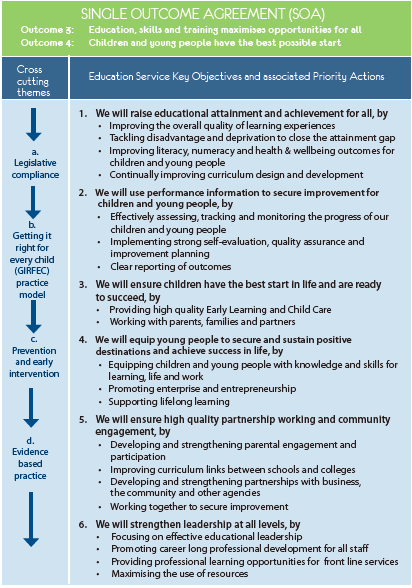 SINGLE OUTCOME AGREEMENT (SOA)
Outcome 3: Education, skills and training maximises opportunities for all
Outcome 4: Children and young people have the best possible start
Cross
cutting
themes
Education Service Key Objectives and associated Priority Actions
a.
Legislative
compliance
b.
Getting it
right for
every child
(GIRFEC)
practice
model
c.
Prevention
and early
intervention
d.
Evidence
based
practice
1. We will raise educational attainment and achievement for all, by
• Improving the overall quality of learning experiences
• Tackling disadvantage and deprivation to close the attainment gap
• Improving literacy, numeracy and health & wellbeing outcomes for
children and young people
• Continually improving curriculum design and development
2. We will use performance information to secure improvement for
children and young people, by
• Effectively assessing, tracking and monitoring the progress of our
children and young people
• Implementing strong self-evaluation, quality assurance and
improvement planning
• Clear reporting of outcomes
3. We will ensure children have the best start in life and are ready
to succeed, by
• Providing high quality Early Learning and Child Care
• Working with parents, families and partners
4. We will equip young people to secure and sustain positive
destinations and achieve success in life, by
• Equipping children and young people with knowledge and skills for
learning, life and work
• Promoting enterprise and entrepreneurship
• Supporting lifelong learning
5. We will ensure high quality partnership working and community
engagement, by
• Developing and strengthening parental engagement and
participation
• Improving curriculum links between schools and colleges
• Developing and strengthening partnerships with business,
the community and other agencies
• Working together to secure improvement
6. We will strengthen leadership at all levels, by
• Focusing on effective educational leadership
• Promoting career long professional development for all staff
• Providing professional learning opportunities for front line services
• Maximising the use of resources